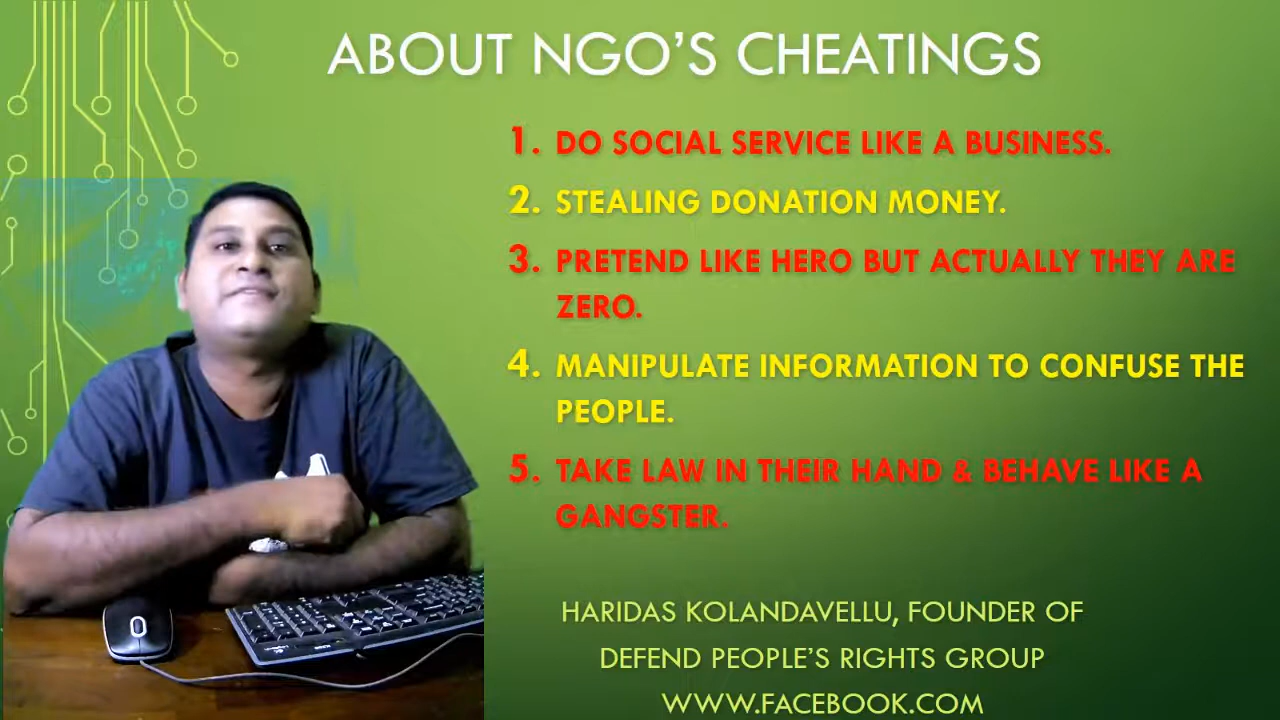 ABOUT NGO’S CHEATINGS
1. DO SOCIAL SERVICE LIKE A BUSINESS.
2. STEALING DONATION MONEY.
3. PRETEND LIKE HERO BUT ACTUALLY THEY ARE
ZERO.
4. MANIPULATE INFORMATION TO CONFUSE THE
PEOPLE.
5. TAKE LAW IN THEIR HAND & BEHAVE LIKE A
GANGSTER.
HARIDAS KOLANDAVELLU, FOUNDER OF
DEFEND PEOPLE’S RIGHTS GROUP
WWW.FACEBOOK.COM